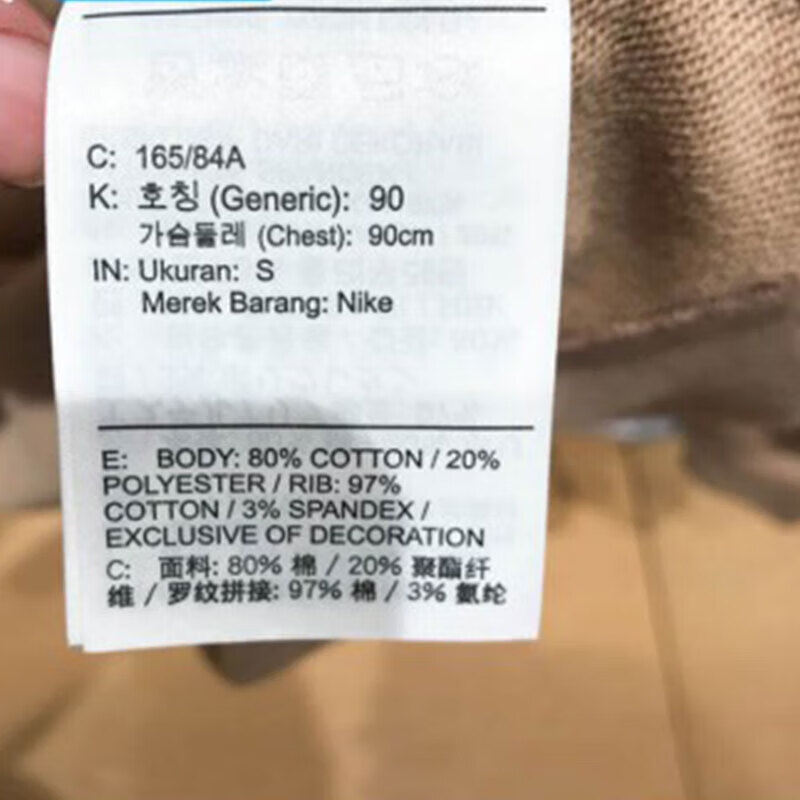 C: 165/84A
K: 호칭 (Generic): 90
가슴둘레 (Chest): 90cm
IN: Ukuran: S
Merek Barang: Nike
E: BODY: 80% COTTON / 20%
POLYESTER / RIB: 97%
COTTON / 3% SPANDEX /
EXCLUSIVE OF DECORATION
C: 面料: 80% 棉 / 20% 聚酯纤
维 / 罗纹拼接: 97% 棉 / 3% 氨纶